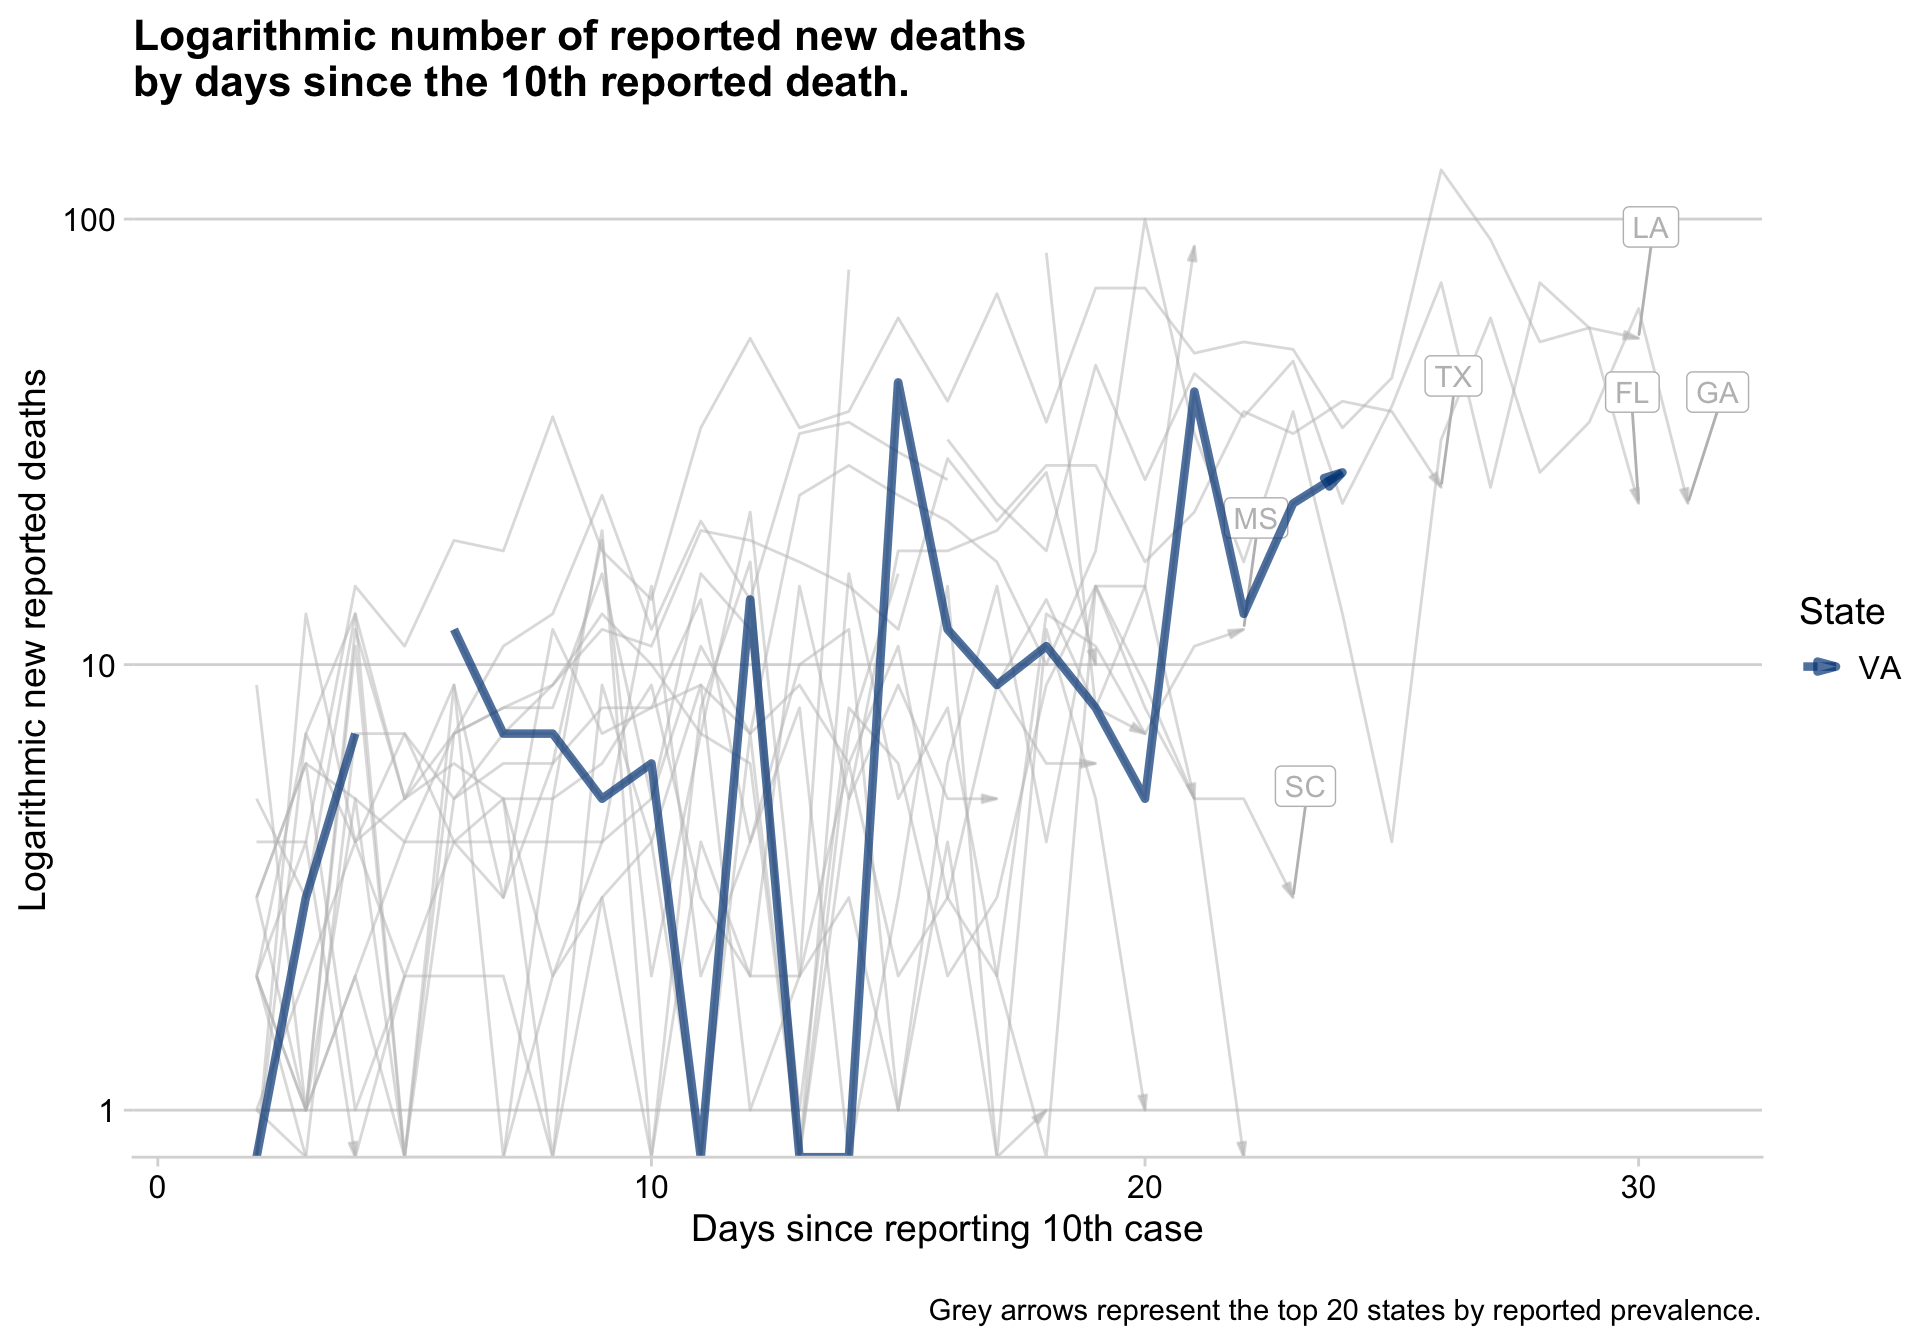 Logarithmic number of reported new deaths
by days since the 10th reported death.
Logarithmic new reported deaths
100
10
1
LA
TX
FL
GA
MS
SC
State
VA
0
10
20
30
Days since reporting 10th case
Grey arrows represent the top 20 states by reported prevalence.